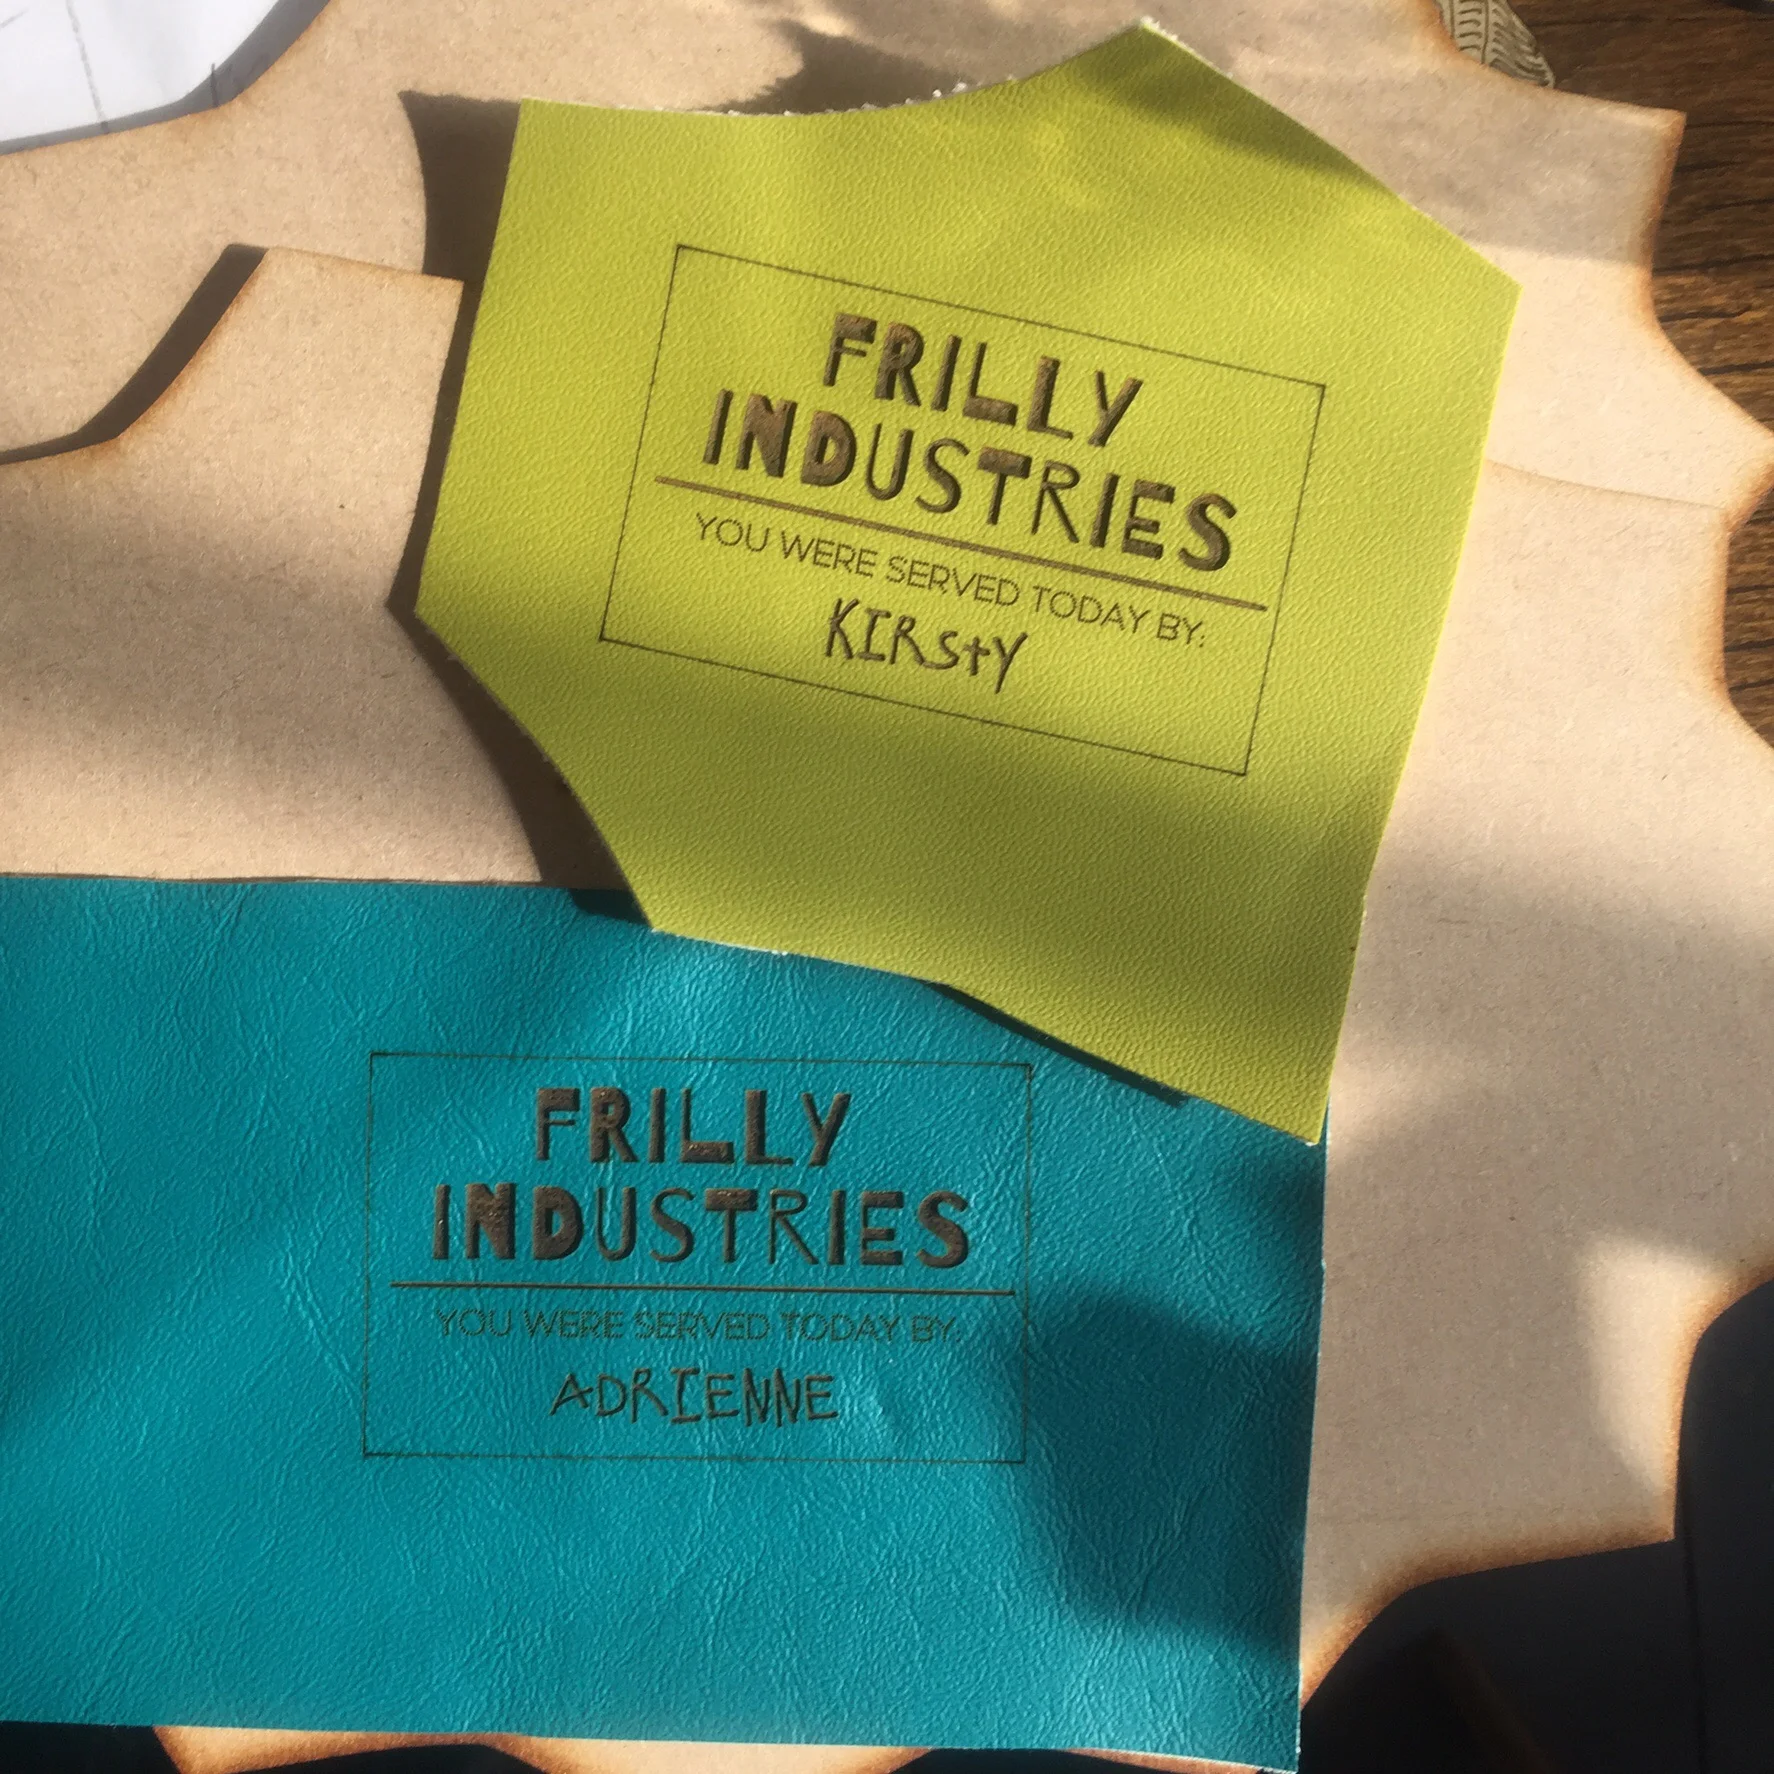 FRILLY
INDUSTRIES
YOU WERE SERVED TODAY BY:
KIRStY
FRILLY
INDUSTRIES
YOU WERE SERVED TODAY BY:
ADRIENNE